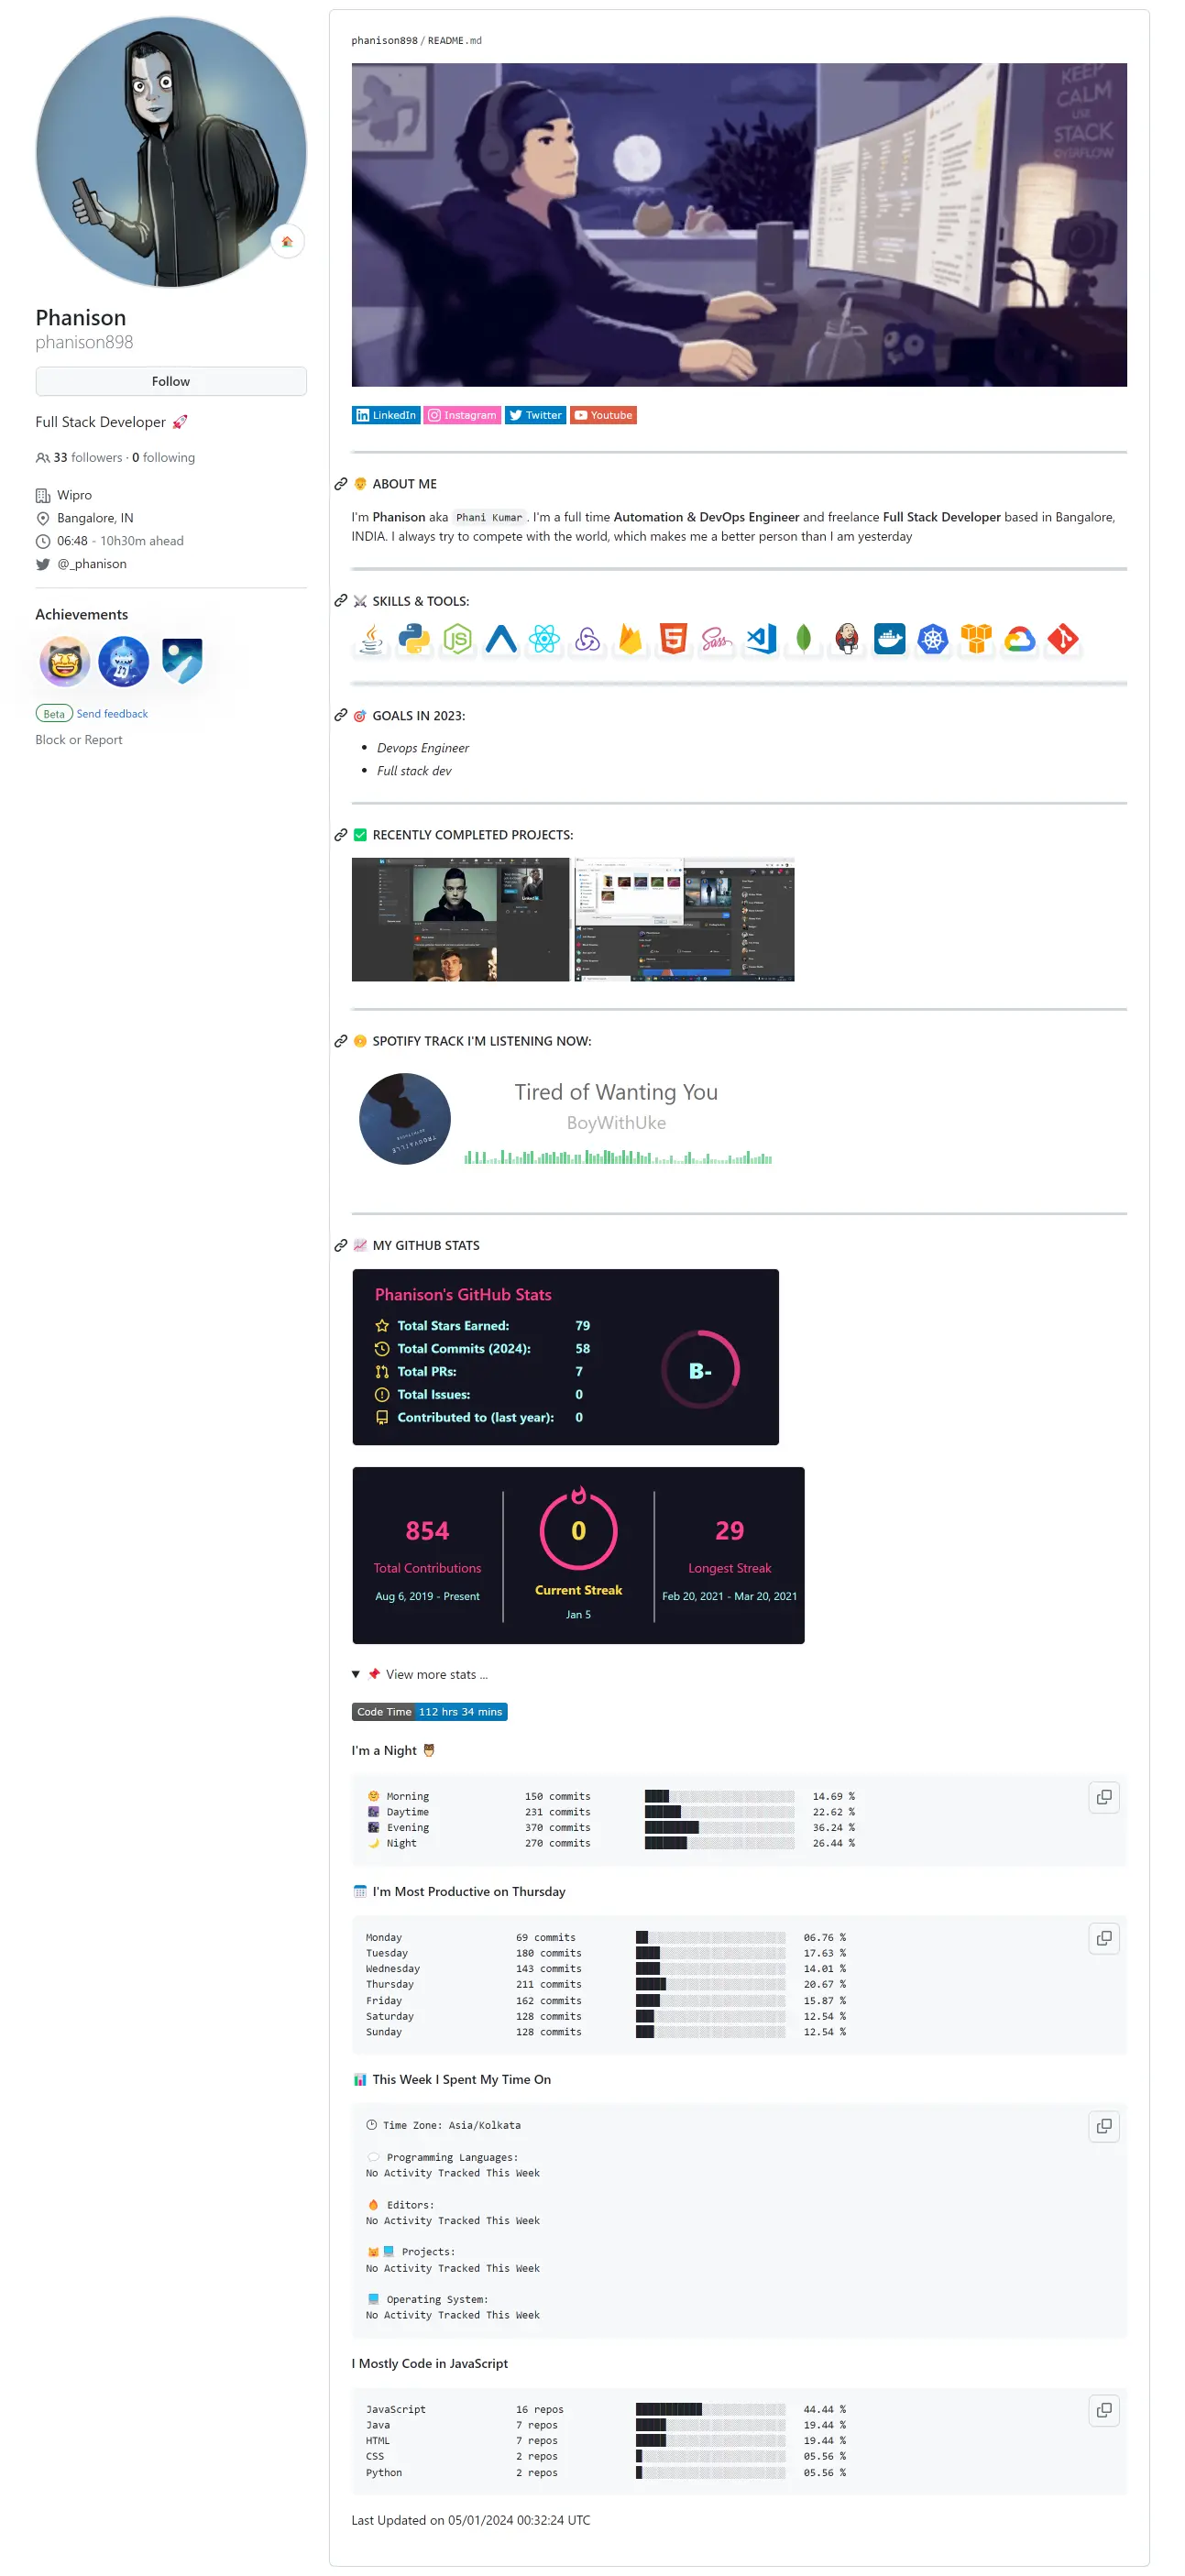 Phanison
phanison898
Follow
Full Stack Developer 🚀
33 followers · 0 following
Wipro
Bangalore, IN
06:48 - 10h30m ahead
@_phanison
Achievements
Beta Send feedback
Block or Report
phanison898 / README.md
KEEP
CALM
USE
STACK
OVERFLOW
LinkedIn Instagram Twitter Youtube
ABOUT ME
I'm Phanison aka Phani Kumar. I'm a full time Automation & DevOps Engineer and freelance Full Stack Developer based in Bangalore,
INDIA. I always try to compete with the world, which makes me a better person than I am yesterday
SKILLS & TOOLS:
JS
Sass
GOALS IN 2023:
• Devops Engineer
• Full stack dev
RECENTLY COMPLETED PROJECTS:
SPOTIFY TRACK I'M LISTENING NOW:
Tired of Wanting You
BoyWithUke
TROUVAILLE
MY GITHUB STATS
Phanison's GitHub Stats
Total Stars Earned: 79
Total Commits (2024): 58
Total PRs: 7
Total Issues: 0
Contributed to (last year): 0
B-
854
Total Contributions
Aug 6, 2019 - Present
0
Current Streak
Jan 5
29
Longest Streak
Feb 20, 2021 - Mar 20, 2021
View more stats ...
Code Time 112 hrs 34 mins
I'm a Night 🦉
Morning 150 commits 14.69 %
Daytime 231 commits 22.62 %
Evening 370 commits 36.24 %
Night 270 commits 26.44 %
I'm Most Productive on Thursday
Monday 69 commits 06.76 %
Tuesday 180 commits 17.63 %
Wednesday 143 commits 14.01 %
Thursday 211 commits 20.67 %
Friday 162 commits 15.87 %
Saturday 128 commits 12.54 %
Sunday 128 commits 12.54 %
This Week I Spent My Time On
Time Zone: Asia/Kolkata
Programming Languages:
No Activity Tracked This Week
Editors:
No Activity Tracked This Week
Projects:
No Activity Tracked This Week
Operating System:
No Activity Tracked This Week
I Mostly Code in JavaScript
JavaScript 16 repos 44.44 %
Java 7 repos 19.44 %
HTML 7 repos 19.44 %
CSS 2 repos 05.56 %
Python 2 repos 05.56 %
Last Updated on 05/01/2024 00:32:24 UTC